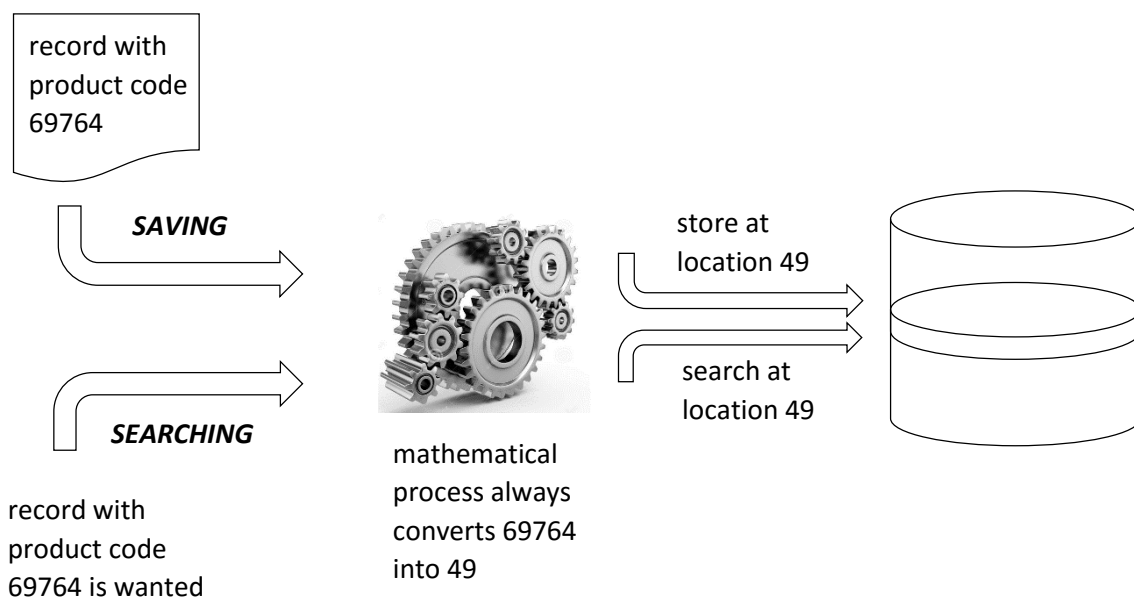 record with
product code
69764
SAVING
store at
location 49
search at
location 49
SEARCHING
mathematical
process always
converts 69764
into 49
record with
product code
69764 is wanted